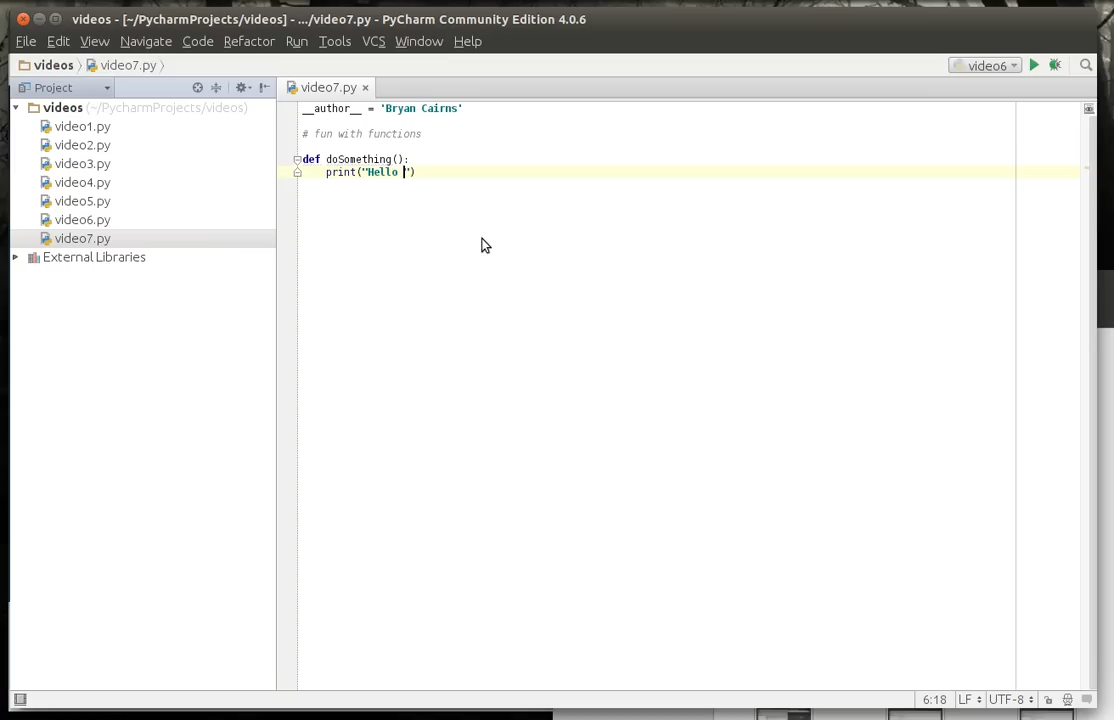 videos - [~/PycharmProjects/videos] - .../video7.py - PyCharm Community Edition 4.0.6
File Edit View Navigate Code Refactor Run Tools VCS Window Help
videos video7.py video6
Project video7.py
videos (~/PycharmProjects/videos)
video1.py
video2.py
video3.py
video4.py
video5.py
video6.py
video7.py
External Libraries
__author__ = 'Bryan Cairns'
# fun with functions
def doSomething():
print("Hello ")
6:18 LF UTF-8